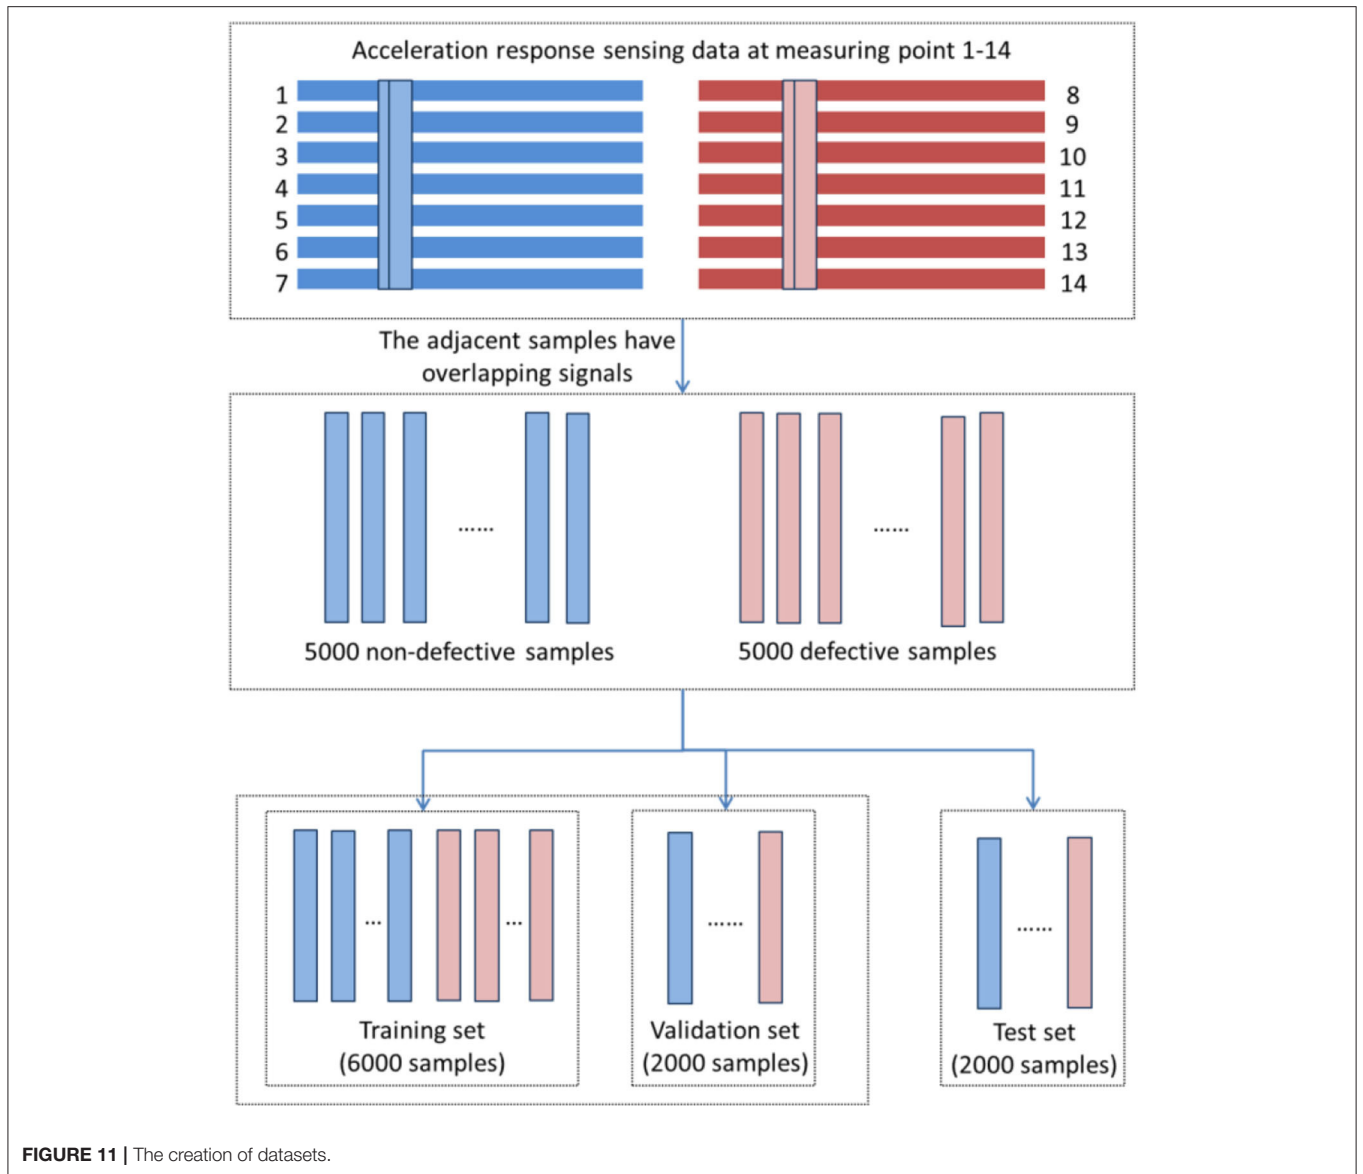 Acceleration response sensing data at measuring point 1-14
1
2
3
4
5
6
7
8
9
10
11
12
13
14
The adjacent samples have
overlapping signals
......
......
5000 non-defective samples
5000 defective samples
...
...
......
......
Training set
(6000 samples)
Validation set
(2000 samples)
Test set
(2000 samples)
FIGURE 11 | The creation of datasets.